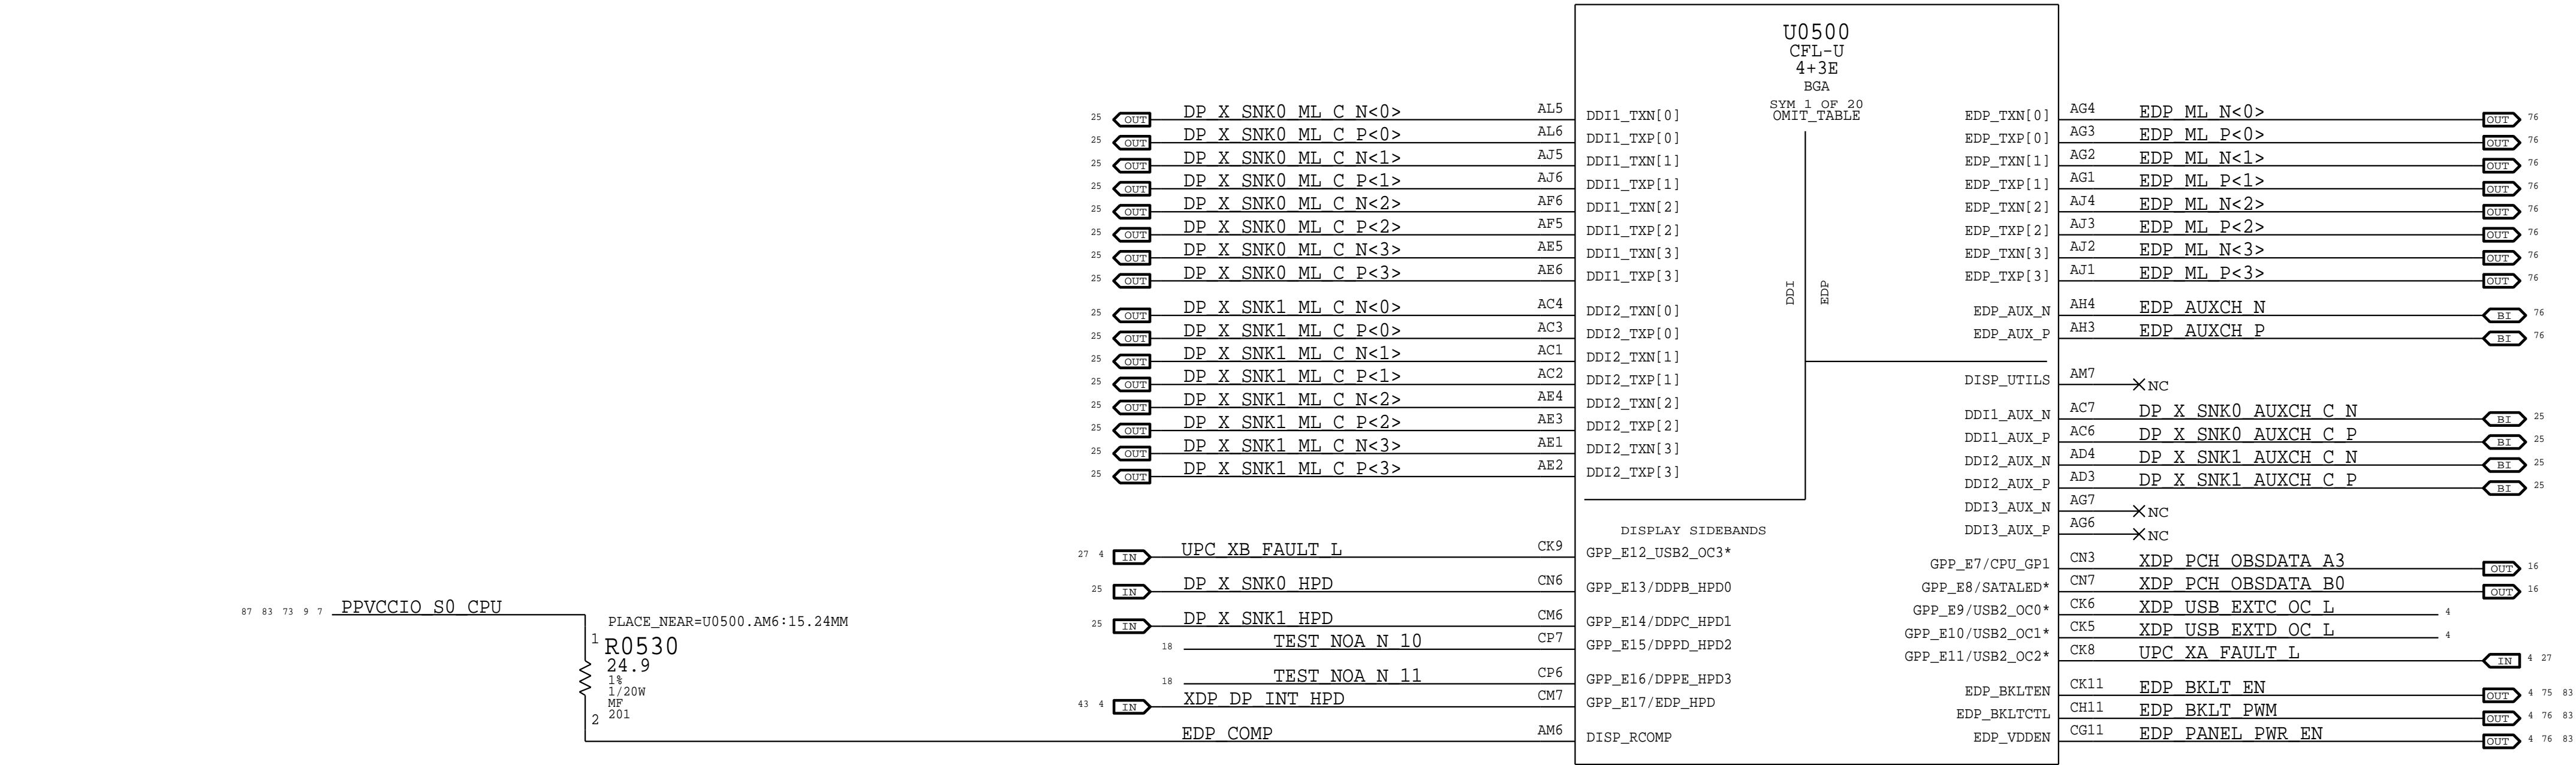 U0500
CFL-U
4+3E
BGA
SYM 1 OF 20
OMIT_TABLE
25 OUT DP_X_SNK0_ML_C_N<0> AL5 DDI1_TXN[0]
25 OUT DP_X_SNK0_ML_C_P<0> AL6 DDI1_TXP[0]
25 OUT DP_X_SNK0_ML_C_N<1> AJ5 DDI1_TXN[1]
25 OUT DP_X_SNK0_ML_C_P<1> AJ6 DDI1_TXP[1]
25 OUT DP_X_SNK0_ML_C_N<2> AF6 DDI1_TXN[2]
25 OUT DP_X_SNK0_ML_C_P<2> AF5 DDI1_TXP[2]
25 OUT DP_X_SNK0_ML_C_N<3> AE5 DDI1_TXN[3]
25 OUT DP_X_SNK0_ML_C_P<3> AE6 DDI1_TXP[3]
25 OUT DP_X_SNK1_ML_C_N<0> AC4 DDI2_TXN[0]
25 OUT DP_X_SNK1_ML_C_P<0> AC3 DDI2_TXP[0]
25 OUT DP_X_SNK1_ML_C_N<1> AC1 DDI2_TXN[1]
25 OUT DP_X_SNK1_ML_C_P<1> AC2 DDI2_TXP[1]
25 OUT DP_X_SNK1_ML_C_N<2> AE4 DDI2_TXN[2]
25 OUT DP_X_SNK1_ML_C_P<2> AE3 DDI2_TXP[2]
25 OUT DP_X_SNK1_ML_C_N<3> AE1 DDI2_TXN[3]
25 OUT DP_X_SNK1_ML_C_P<3> AE2 DDI2_TXP[3]
DDI
EDP
DISPLAY SIDEBANDS
27 4 IN UPC_XB_FAULT_L CK9 GPP_E12_USB2_OC3*
25 IN DP_X_SNK0_HPD CN6 GPP_E13/DDPB_HPD0
25 IN DP_X_SNK1_HPD CM6 GPP_E14/DDPC_HPD1
18 TEST_NOA_N_10 CP7 GPP_E15/DPPD_HPD2
18 TEST_NOA_N_11 CP6 GPP_E16/DPPE_HPD3
43 4 IN XDP_DP_INT_HPD CM7 GPP_E17/EDP_HPD
EDP_COMP AM6 DISP_RCOMP
87 83 73 9 7 PPVCCIO_S0_CPU
PLACE_NEAR=U0500.AM6:15.24MM
1
R0530
24.9
1%
1/20W
MF
201
2
EDP_TXN[0] AG4 EDP_ML_N<0> OUT 76
EDP_TXP[0] AG3 EDP_ML_P<0> OUT 76
EDP_TXN[1] AG2 EDP_ML_N<1> OUT 76
EDP_TXP[1] AG1 EDP_ML_P<1> OUT 76
EDP_TXN[2] AJ4 EDP_ML_N<2> OUT 76
EDP_TXP[2] AJ3 EDP_ML_P<2> OUT 76
EDP_TXN[3] AJ2 EDP_ML_N<3> OUT 76
EDP_TXP[3] AJ1 EDP_ML_P<3> OUT 76
EDP_AUX_N AH4 EDP_AUXCH_N BI 76
EDP_AUX_P AH3 EDP_AUXCH_P BI 76
DISP_UTILS AM7 NC
DDI1_AUX_N AC7 DP_X_SNK0_AUXCH_C_N BI 25
DDI1_AUX_P AC6 DP_X_SNK0_AUXCH_C_P BI 25
DDI2_AUX_N AD4 DP_X_SNK1_AUXCH_C_N BI 25
DDI2_AUX_P AD3 DP_X_SNK1_AUXCH_C_P BI 25
DDI3_AUX_N AG7 NC
DDI3_AUX_P AG6 NC
GPP_E7/CPU_GP1 CN3 XDP_PCH_OBSDATA_A3 OUT 16
GPP_E8/SATALED* CN7 XDP_PCH_OBSDATA_B0 OUT 16
GPP_E9/USB2_OC0* CK6 XDP_USB_EXTC_OC_L 4
GPP_E10/USB2_OC1* CK5 XDP_USB_EXTD_OC_L 4
GPP_E11/USB2_OC2* CK8 UPC_XA_FAULT_L IN 4 27
EDP_BKLTEN CK11 EDP_BKLT_EN OUT 4 75 83
EDP_BKLTCTL CH11 EDP_BKLT_PWM OUT 4 76 83
EDP_VDDEN CG11 EDP_PANEL_PWR_EN OUT 4 76 83